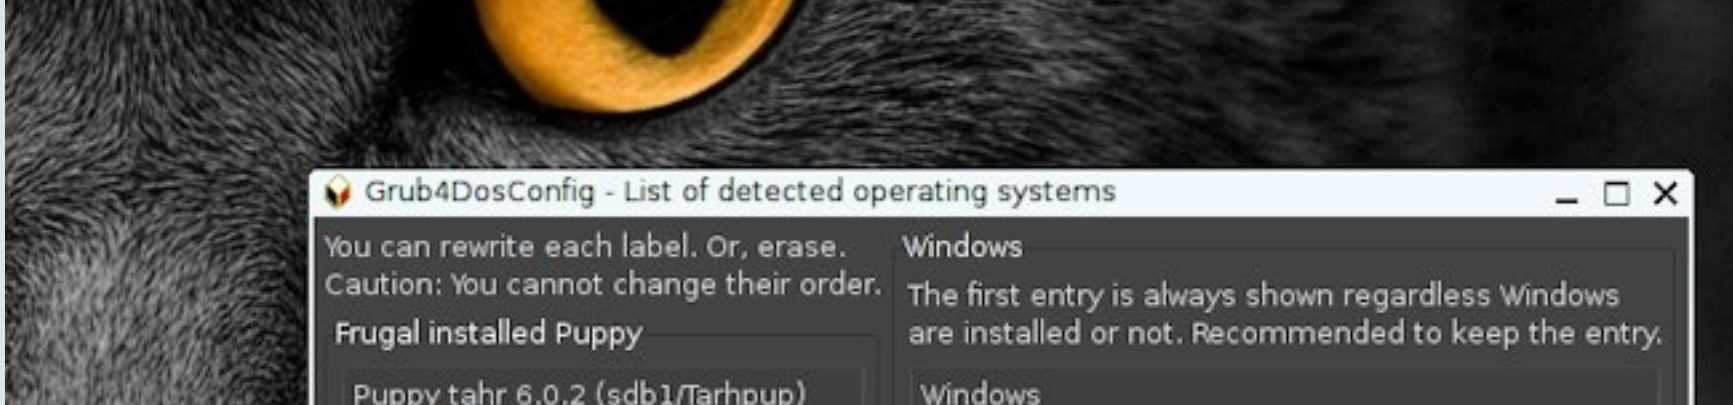 Grub4DosConfig - List of detected operating systems
You can rewrite each label. Or, erase.
Caution: You cannot change their order.
Frugal installed Puppy
Puppy tahr 6.0.2 (sdb1/Tarhpup)
Windows
The first entry is always shown regardless Windows
are installed or not. Recommended to keep the entry.
Windows